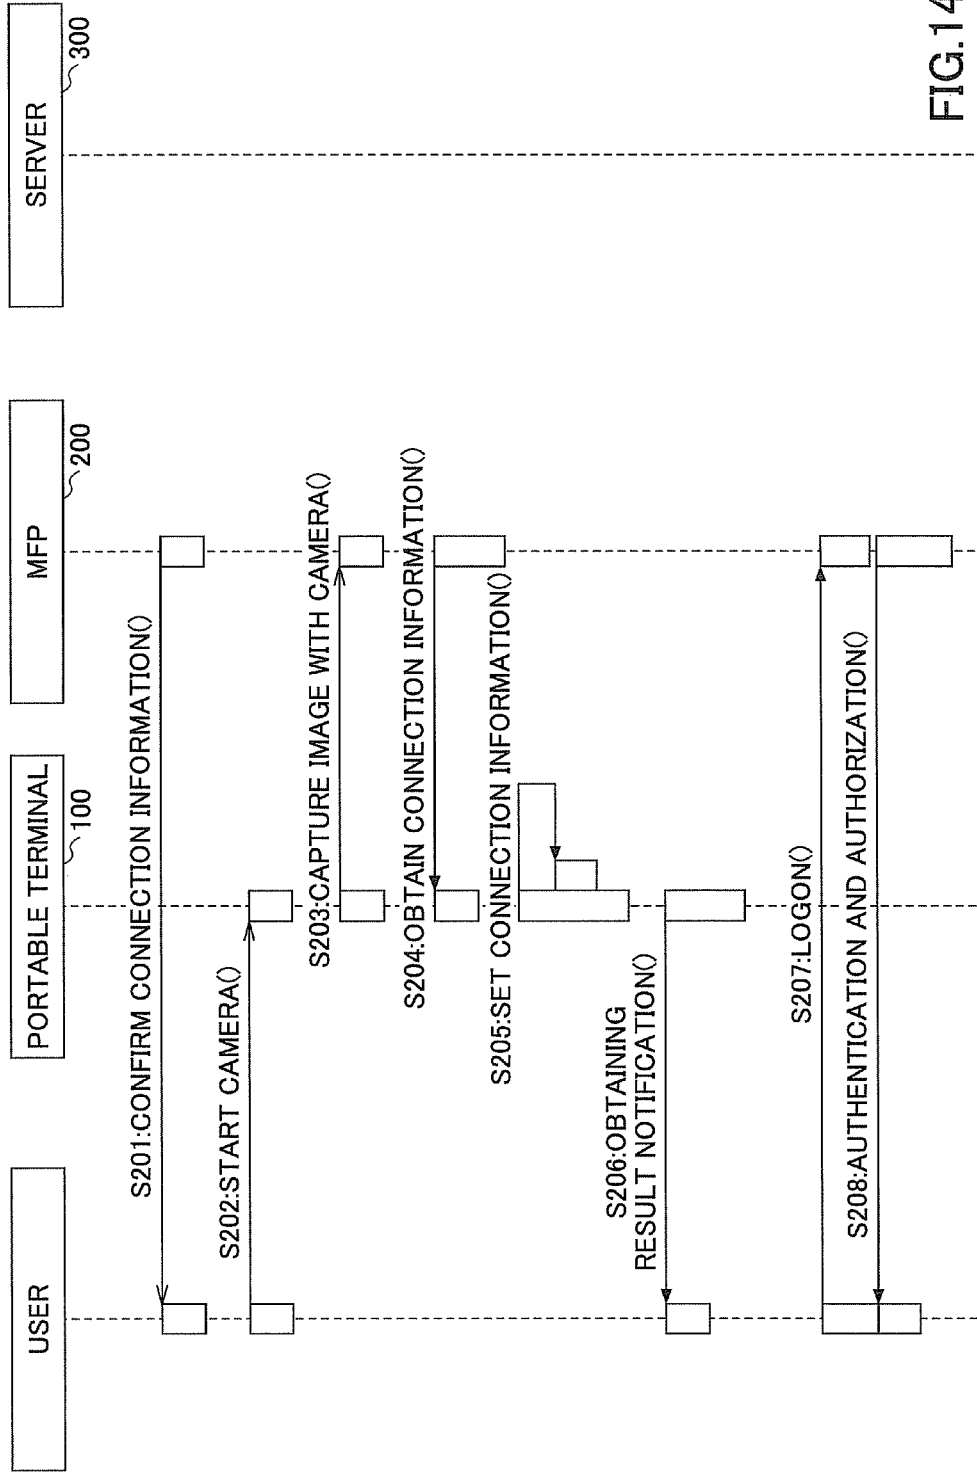 USER
PORTABLE TERMINAL
100
MFP
200
SERVER
300
S201:CONFIRM CONNECTION INFORMATION()
S202:START CAMERA()
S203:CAPTURE IMAGE WITH CAMERA()
S204:OBTAIN CONNECTION INFORMATION()
S205:SET CONNECTION INFORMATION()
S206:OBTAINING
RESULT NOTIFICATION()
S207:LOGON()
S208:AUTHENTICATION AND AUTHORIZATION()
FIG.14